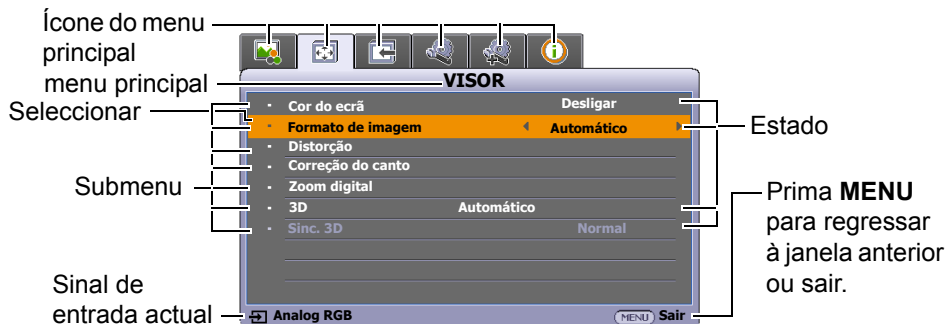 Ícone do menu
principal
menu principal
Seleccionar
Submenu
Sinal de
entrada actual
VISOR
Cor do ecrã Desligar
Formato de imagem Automático
Distorção
Correção do canto
Zoom digital
3D Automático
Sinc. 3D Normal
Analog RGB MENU Sair
Estado
Prima MENU
para regressar
à janela anterior
ou sair.